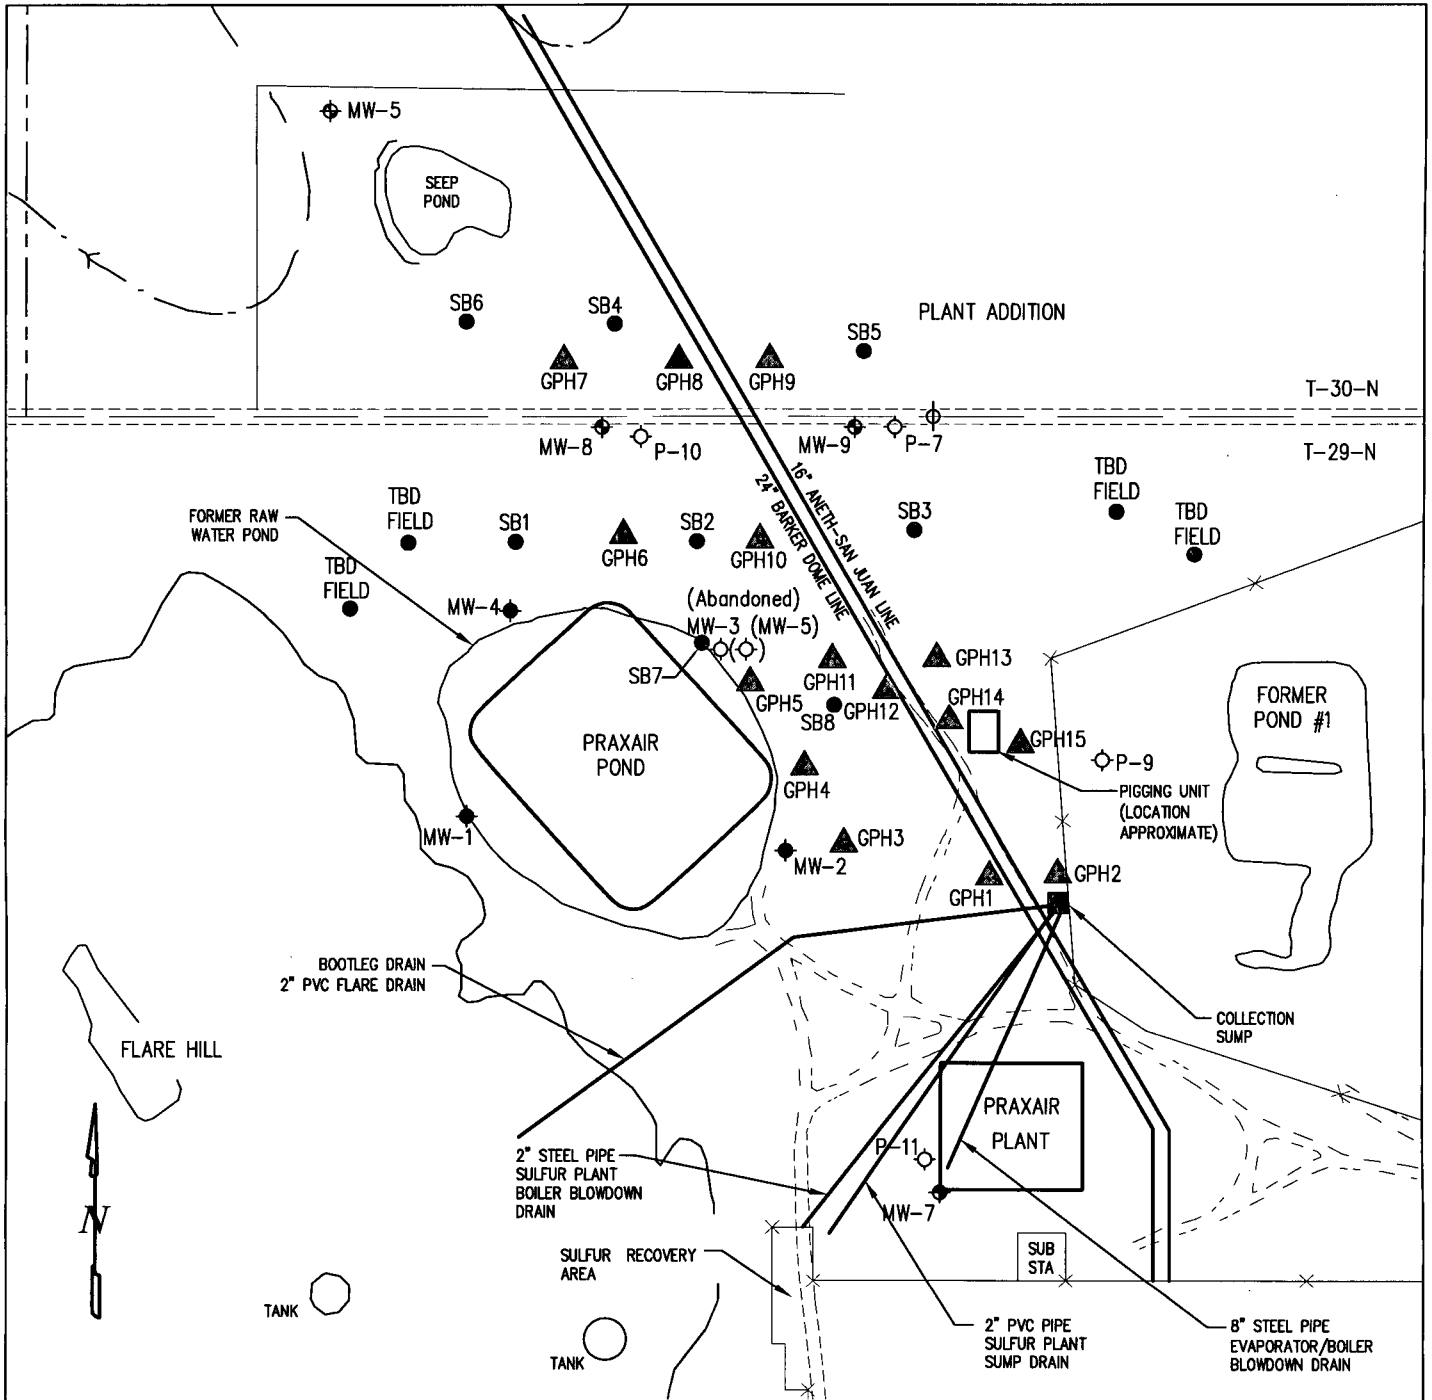 MW-5
SEEP
POND
SB6
SB4
PLANT ADDITION
SB5
GPH7
GPH8
GPH9
T-30-N
MW-8
P-10
MW-9
P-7
T-29-N
16" ANETH-SAN JUAN LINE
24" BARKER DOME LINE
TBD
FIELD
TBD
FIELD
FORMER RAW
WATER POND
TBD
FIELD
SB1
GPH6
SB2
GPH10
SB3
TBD
FIELD
(Abandoned)
MW-4
MW-3 (MW-5)
SB7
GPH5
GPH11
SB8
GPH12
GPH13
GPH14
GPH15
FORMER
POND #1
PRAXAIR
POND
P-9
GPH4
PIGGING UNIT
(LOCATION
APPROXIMATE)
MW-1
GPH3
MW-2
GPH1
GPH2
BOOTLEG DRAIN
2" PVC FLARE DRAIN
COLLECTION
SUMP
FLARE HILL
PRAXAIR
PLANT
P-11
2" STEEL PIPE
SULFUR PLANT
BOILER BLOWDOWN
DRAIN
MW-7
N
SULFUR RECOVERY
AREA
SUB
STA
TANK
TANK
2" PVC PIPE
SULFUR PLANT
SUMP DRAIN
8" STEEL PIPE
EVAPORATOR/BOILER
BLOWDOWN DRAIN